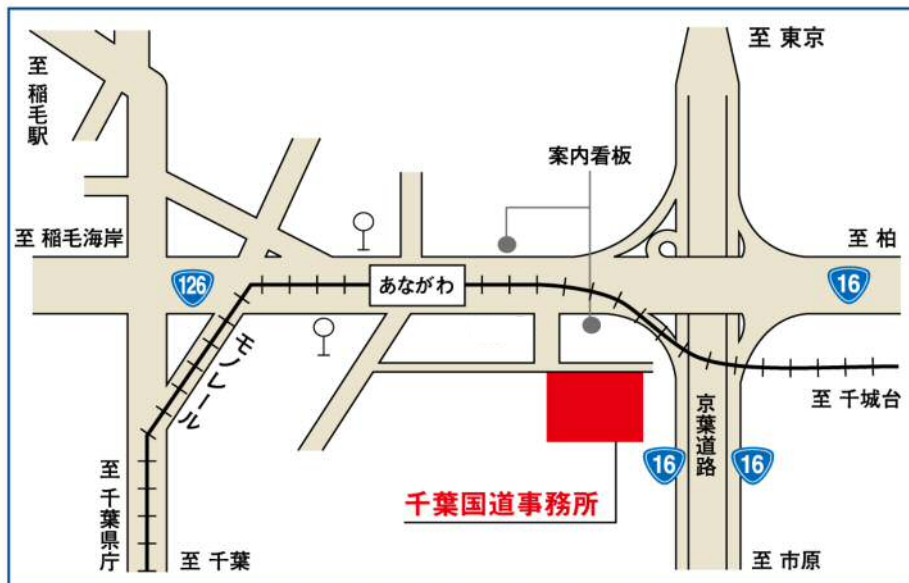 至 東京
至 稲毛駅
案内看板
至 稲毛海岸
至 柏
126
あながわ
16
モノレール
至 千城台
京葉道路
16
16
至 千葉県庁
千葉国道事務所
至 千葉
至 市原